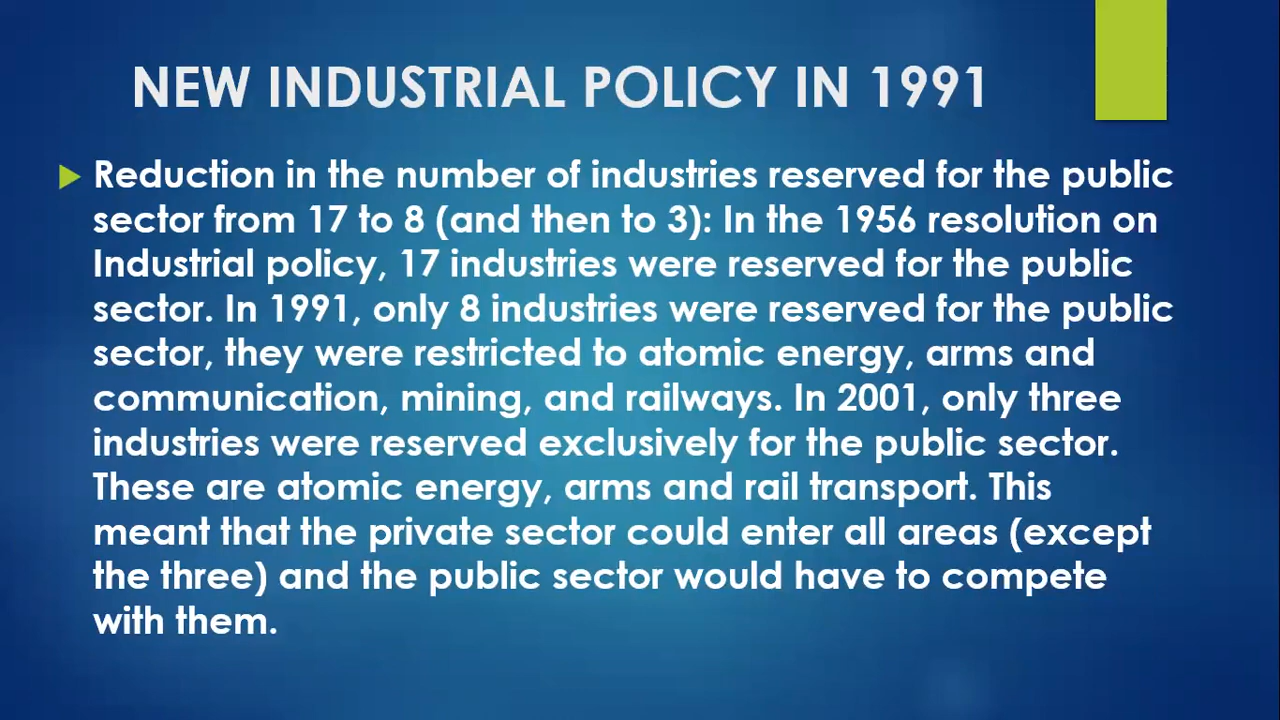 NEW INDUSTRIAL POLICY IN 1991
Reduction in the number of industries reserved for the public
sector from 17 to 8 (and then to 3): In the 1956 resolution on
Industrial policy, 17 industries were reserved for the public
sector. In 1991, only 8 industries were reserved for the public
sector, they were restricted to atomic energy, arms and
communication, mining, and railways. In 2001, only three
industries were reserved exclusively for the public sector.
These are atomic energy, arms and rail transport. This
meant that the private sector could enter all areas (except
the three) and the public sector would have to compete
with them.